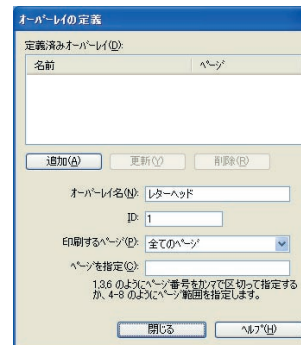 オーバーレイの定義
定義済みオーバーレイ(D):
名前 ページ
追加(A) 更新(Y) 削除(R)
オーバーレイ名(N): レターヘッド
ID: 1
印刷するページ(P): 全てのページ
ページを指定(C):
1,3,6 のようにページ番号をカンマで区切って指定する
か、4-8 のようにページ範囲を指定します。
閉じる ヘルプ(H)